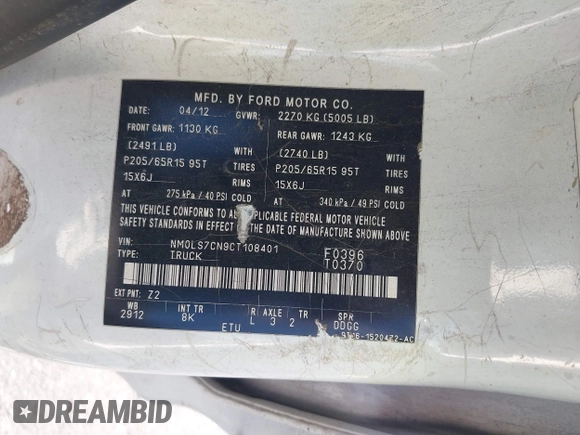 MFD. BY FORD MOTOR CO.
DATE: 04/12 GVWR: 2270 KG (5005 LB)
FRONT GAWR: 1130 KG REAR GAWR: 1243 KG
(2491 LB) WITH (2740 LB) WITH
P205/65R15 95T TIRES P205/65R15 95T TIRES
15X6J RIMS 15X6J RIMS
AT 275 kPa / 40 PSI COLD AT 340 kPa / 49 PSI COLD
THIS VEHICLE CONFORMS TO ALL APPLICABLE FEDERAL MOTOR VEHICLE
SAFETY STANDARDS IN EFFECT ON THE DATE OF MANUFACTURE
SHOWN ABOVE.
VIN: NM0LS7CN9CT108401 F0396
TYPE: TRUCK T0370
EXT PNT: Z2
WB INT TR R AXLE TR SPR
2912 8K L 3 2 DDGG
ETU
DREAMBID